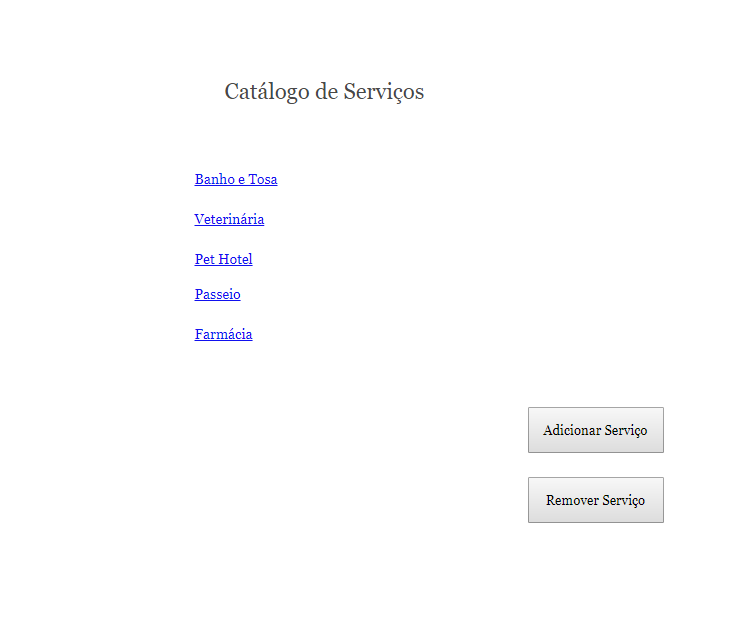 Catálogo de Serviços
Banho e Tosa
Veterinária
Pet Hotel
Passeio
Farmácia
Adicionar Serviço
Remover Serviço